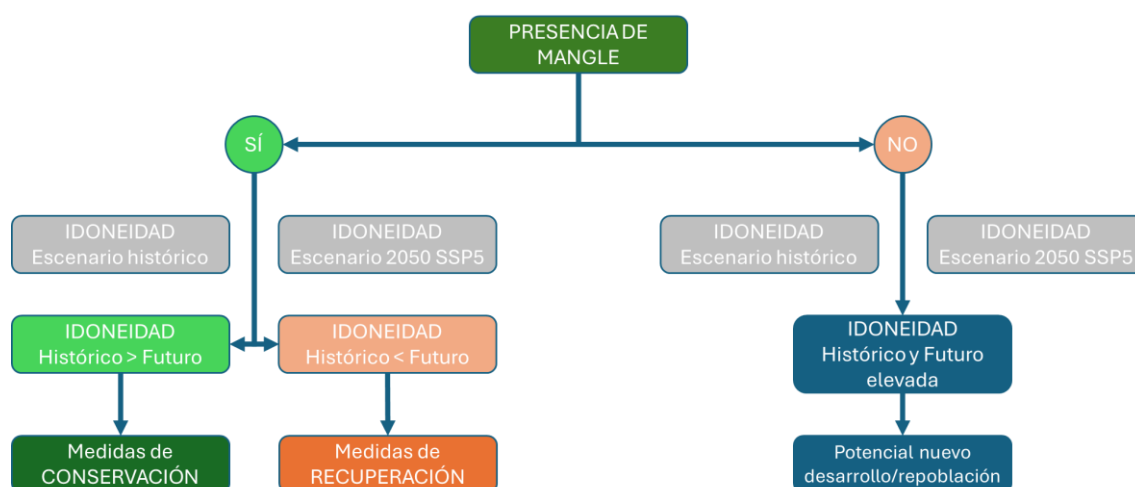 PRESENCIA DE
MANGLE
SÍ
NO
IDONEIDAD
Escenario histórico
IDONEIDAD
Escenario 2050 SSP5
IDONEIDAD
Escenario histórico
IDONEIDAD
Escenario 2050 SSP5
IDONEIDAD
Histórico > Futuro
IDONEIDAD
Histórico < Futuro
IDONEIDAD
Histórico y Futuro
elevada
Medidas de
CONSERVACIÓN
Medidas de
RECUPERACIÓN
Potencial nuevo
desarrollo/repoblación